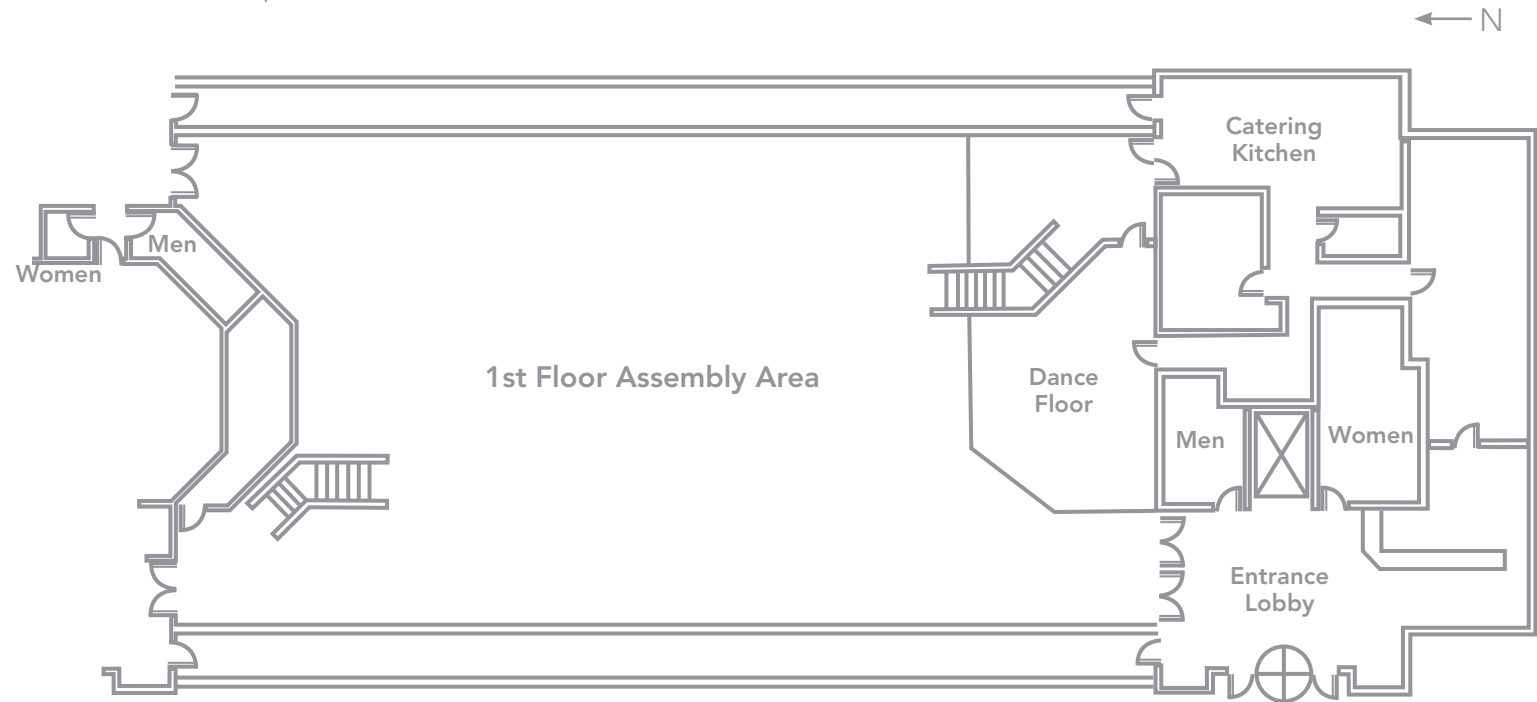 N
Catering
Kitchen
Men
Women
1st Floor Assembly Area
Dance
Floor
Men
Women
Entrance
Lobby